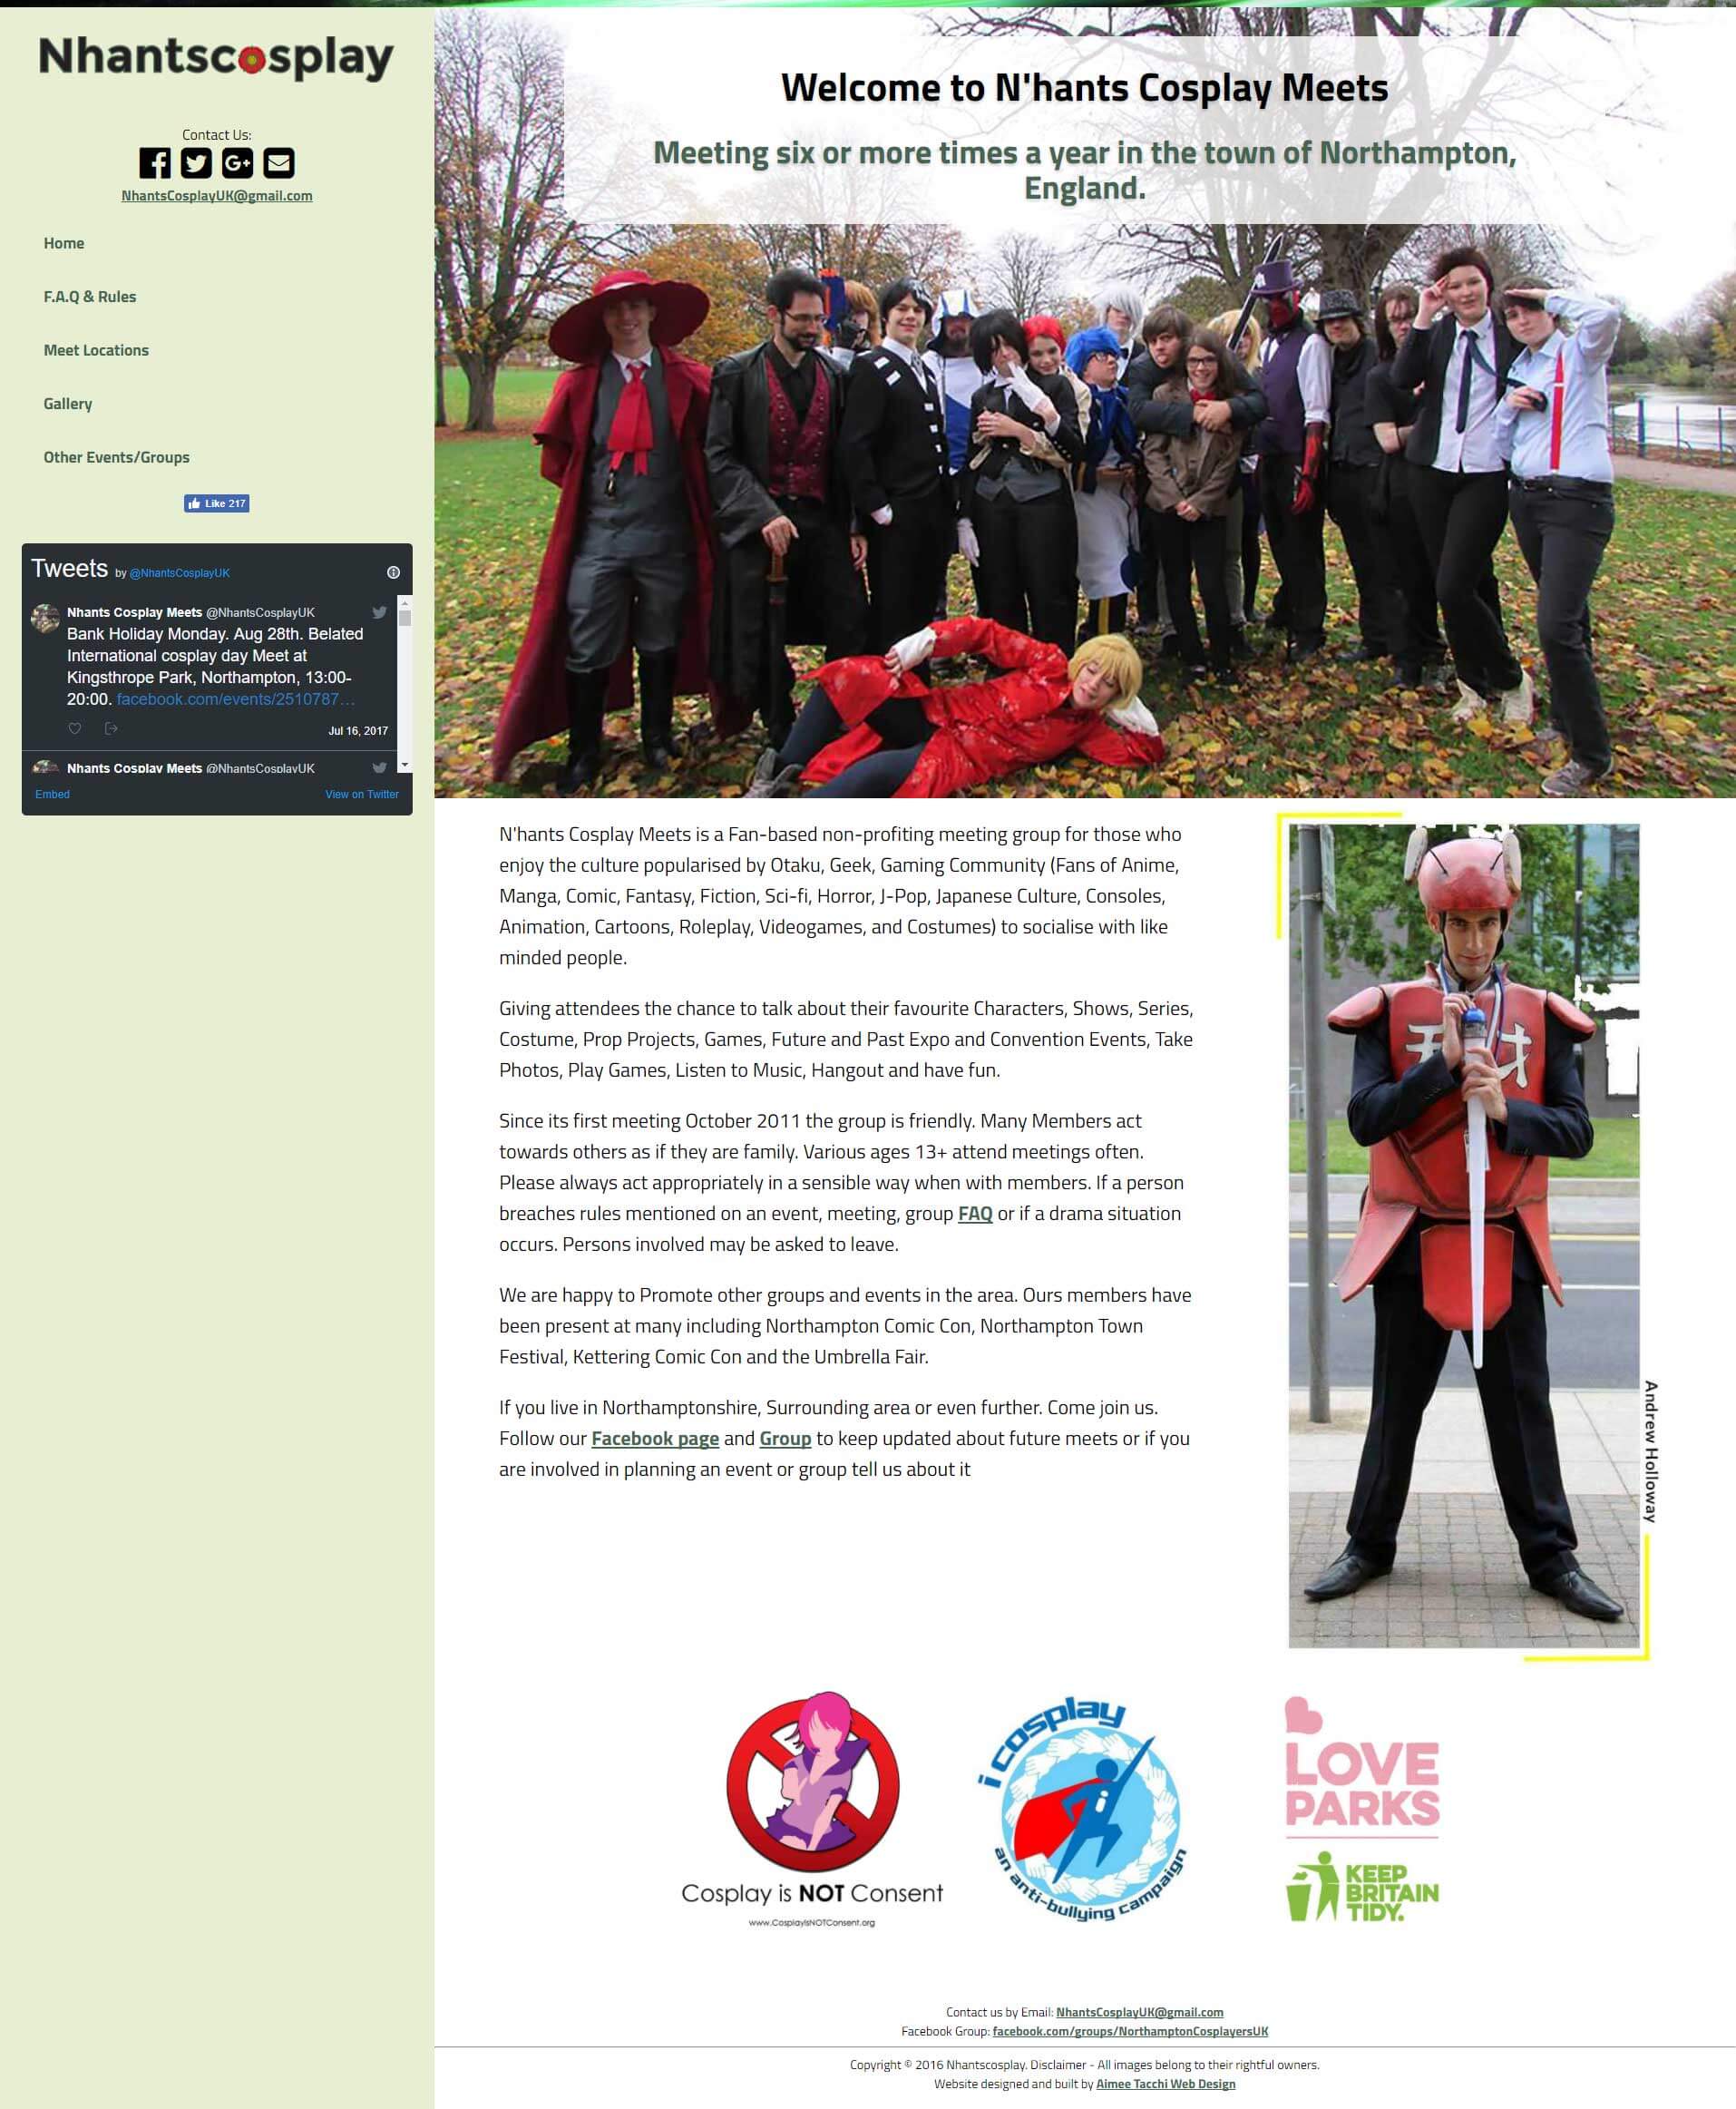 Nhantscosplay
Contact Us:
NhantsCosplayUK@gmail.com
Home
F.A.Q & Rules
Meet Locations
Gallery
Other Events/Groups
Like 217
Tweets by @NhantsCosplayUK
Nhants Cosplay Meets @NhantsCosplayUK
Bank Holiday Monday. Aug 28th. Belated
International cosplay day Meet at
Kingsthrope Park, Northampton, 13:00-
20:00. facebook.com/events/2510787…
Jul 16, 2017
Nhants Cosplay Meets @NhantsCosplayUK
Embed
View on Twitter
Welcome to N'hants Cosplay Meets
Meeting six or more times a year in the town of Northampton,
England.
N'hants Cosplay Meets is a Fan-based non-profiting meeting group for those who
enjoy the culture popularised by Otaku, Geek, Gaming Community (Fans of Anime,
Manga, Comic, Fantasy, Fiction, Sci-fi, Horror, J-Pop, Japanese Culture, Consoles,
Animation, Cartoons, Roleplay, Videogames, and Costumes) to socialise with like
minded people.
Giving attendees the chance to talk about their favourite Characters, Shows, Series,
Costume, Prop Projects, Games, Future and Past Expo and Convention Events, Take
Photos, Play Games, Listen to Music, Hangout and have fun.
Since its first meeting October 2011 the group is friendly. Many Members act
towards others as if they are family. Various ages 13+ attend meetings often.
Please always act appropriately in a sensible way when with members. If a person
breaches rules mentioned on an event, meeting, group FAQ or if a drama situation
occurs. Persons involved may be asked to leave.
We are happy to Promote other groups and events in the area. Ours members have
been present at many including Northampton Comic Con, Northampton Town
Festival, Kettering Comic Con and the Umbrella Fair.
If you live in Northamptonshire, Surrounding area or even further. Come join us.
Follow our Facebook page and Group to keep updated about future meets or if you
are involved in planning an event or group tell us about it
Andrew Holloway
Cosplay is NOT Consent
www.CosplayIsNOTConsent.org
i cosplay
i
an anti-bullying campaign
LOVE
PARKS
KEEP
BRITAIN
TIDY.
Contact us by Email: NhantsCosplayUK@gmail.com
Facebook Group: facebook.com/groups/NorthamptonCosplayersUK
Copyright © 2016 Nhantscosplay. Disclaimer - All images belong to their rightful owners.
Website designed and built by Aimee Tacchi Web Design